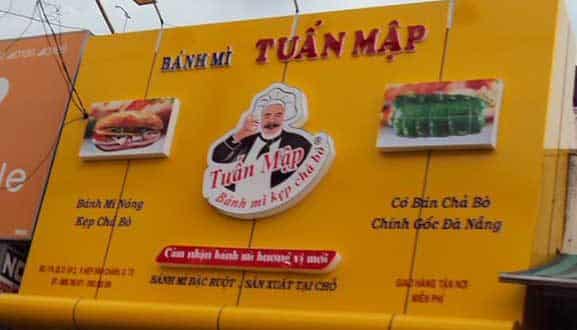 BÁNH MÌ TUẤN MẬP
Tuấn Mập ®
Bánh mì kẹp chả bò
Bánh Mì Nóng
Kẹp Chả Bò
Có Bán Chả Bò
Chính Gốc Đà Nẵng
Cảm nhận bánh mì hương vị mới
BÁNH MÌ ĐẶC RUỘT, SẢN XUẤT TẠI CHỖ
GIAO HÀNG TẬN NƠI
MIỄN PHÍ